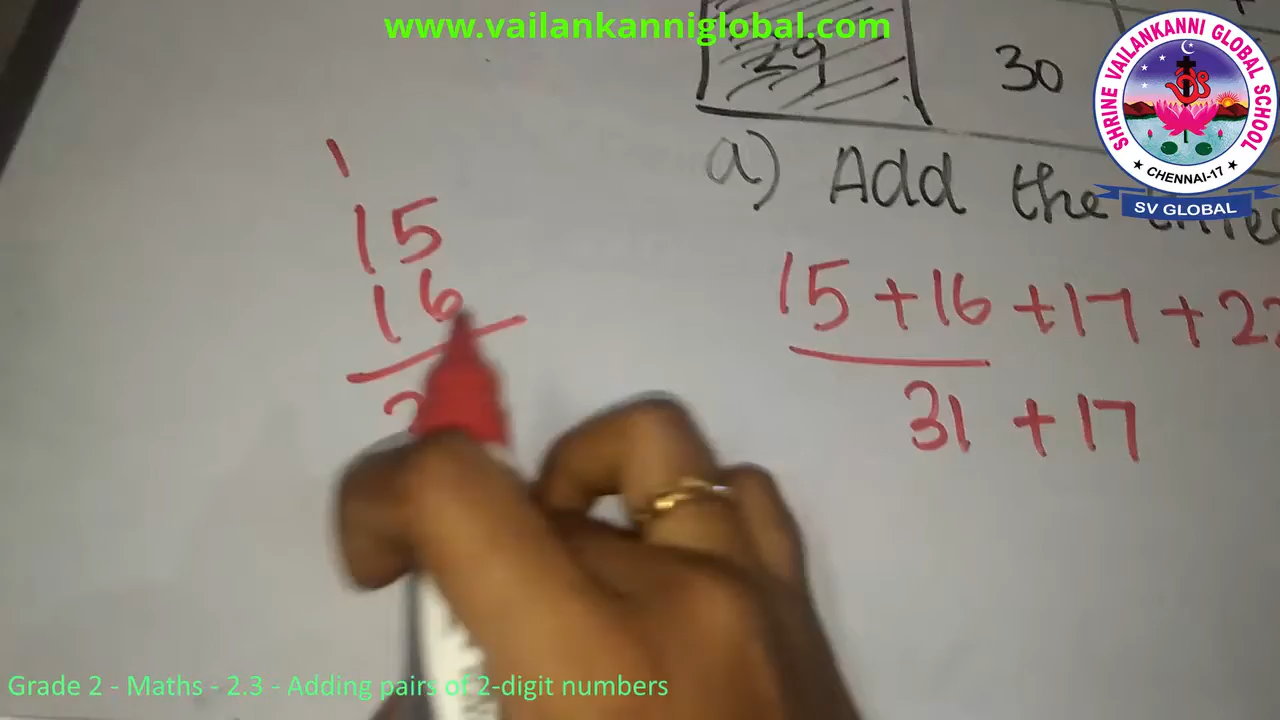 www.vailankanniglobal.com
29 30
SHRINE VAILANKANNI GLOBAL SCHOOL
CHENNAI-17
SV GLOBAL
a) Add the
1
15
16
15 + 16 + 17 + 22
31 + 17
Grade 2 - Maths - 2.3 - Adding pairs of 2-digit numbers